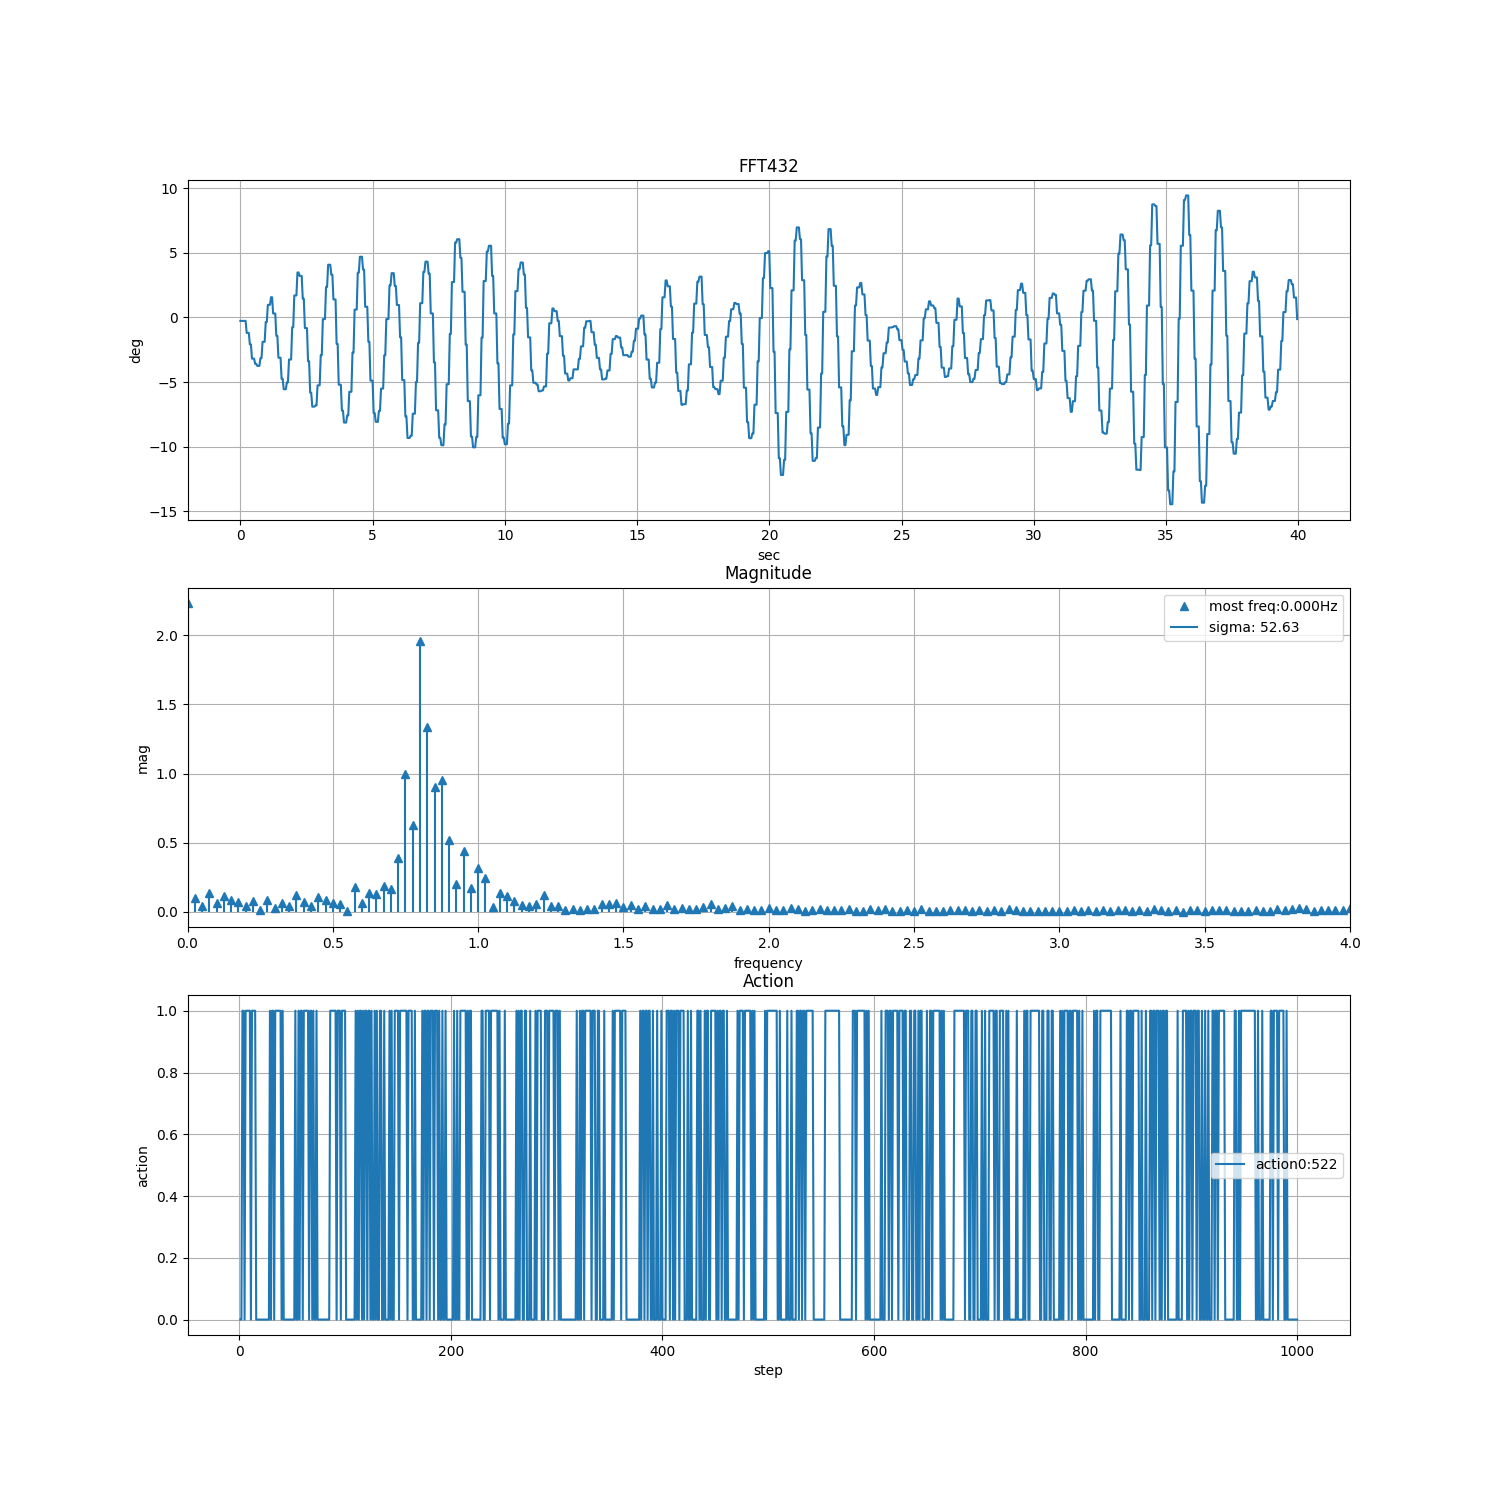 FFT432
10
5
0
−5
−10
−15
deg
0 5 10 15 20 25 30 35 40
sec
Magnitude
most freq:0.000Hz
sigma: 52.63
2.0
1.5
1.0
0.5
0.0
mag
0.0 0.5 1.0 1.5 2.0 2.5 3.0 3.5 4.0
frequency
Action
1.0
0.8
0.6
0.4
0.2
0.0
action
action0:522
0 200 400 600 800 1000
step